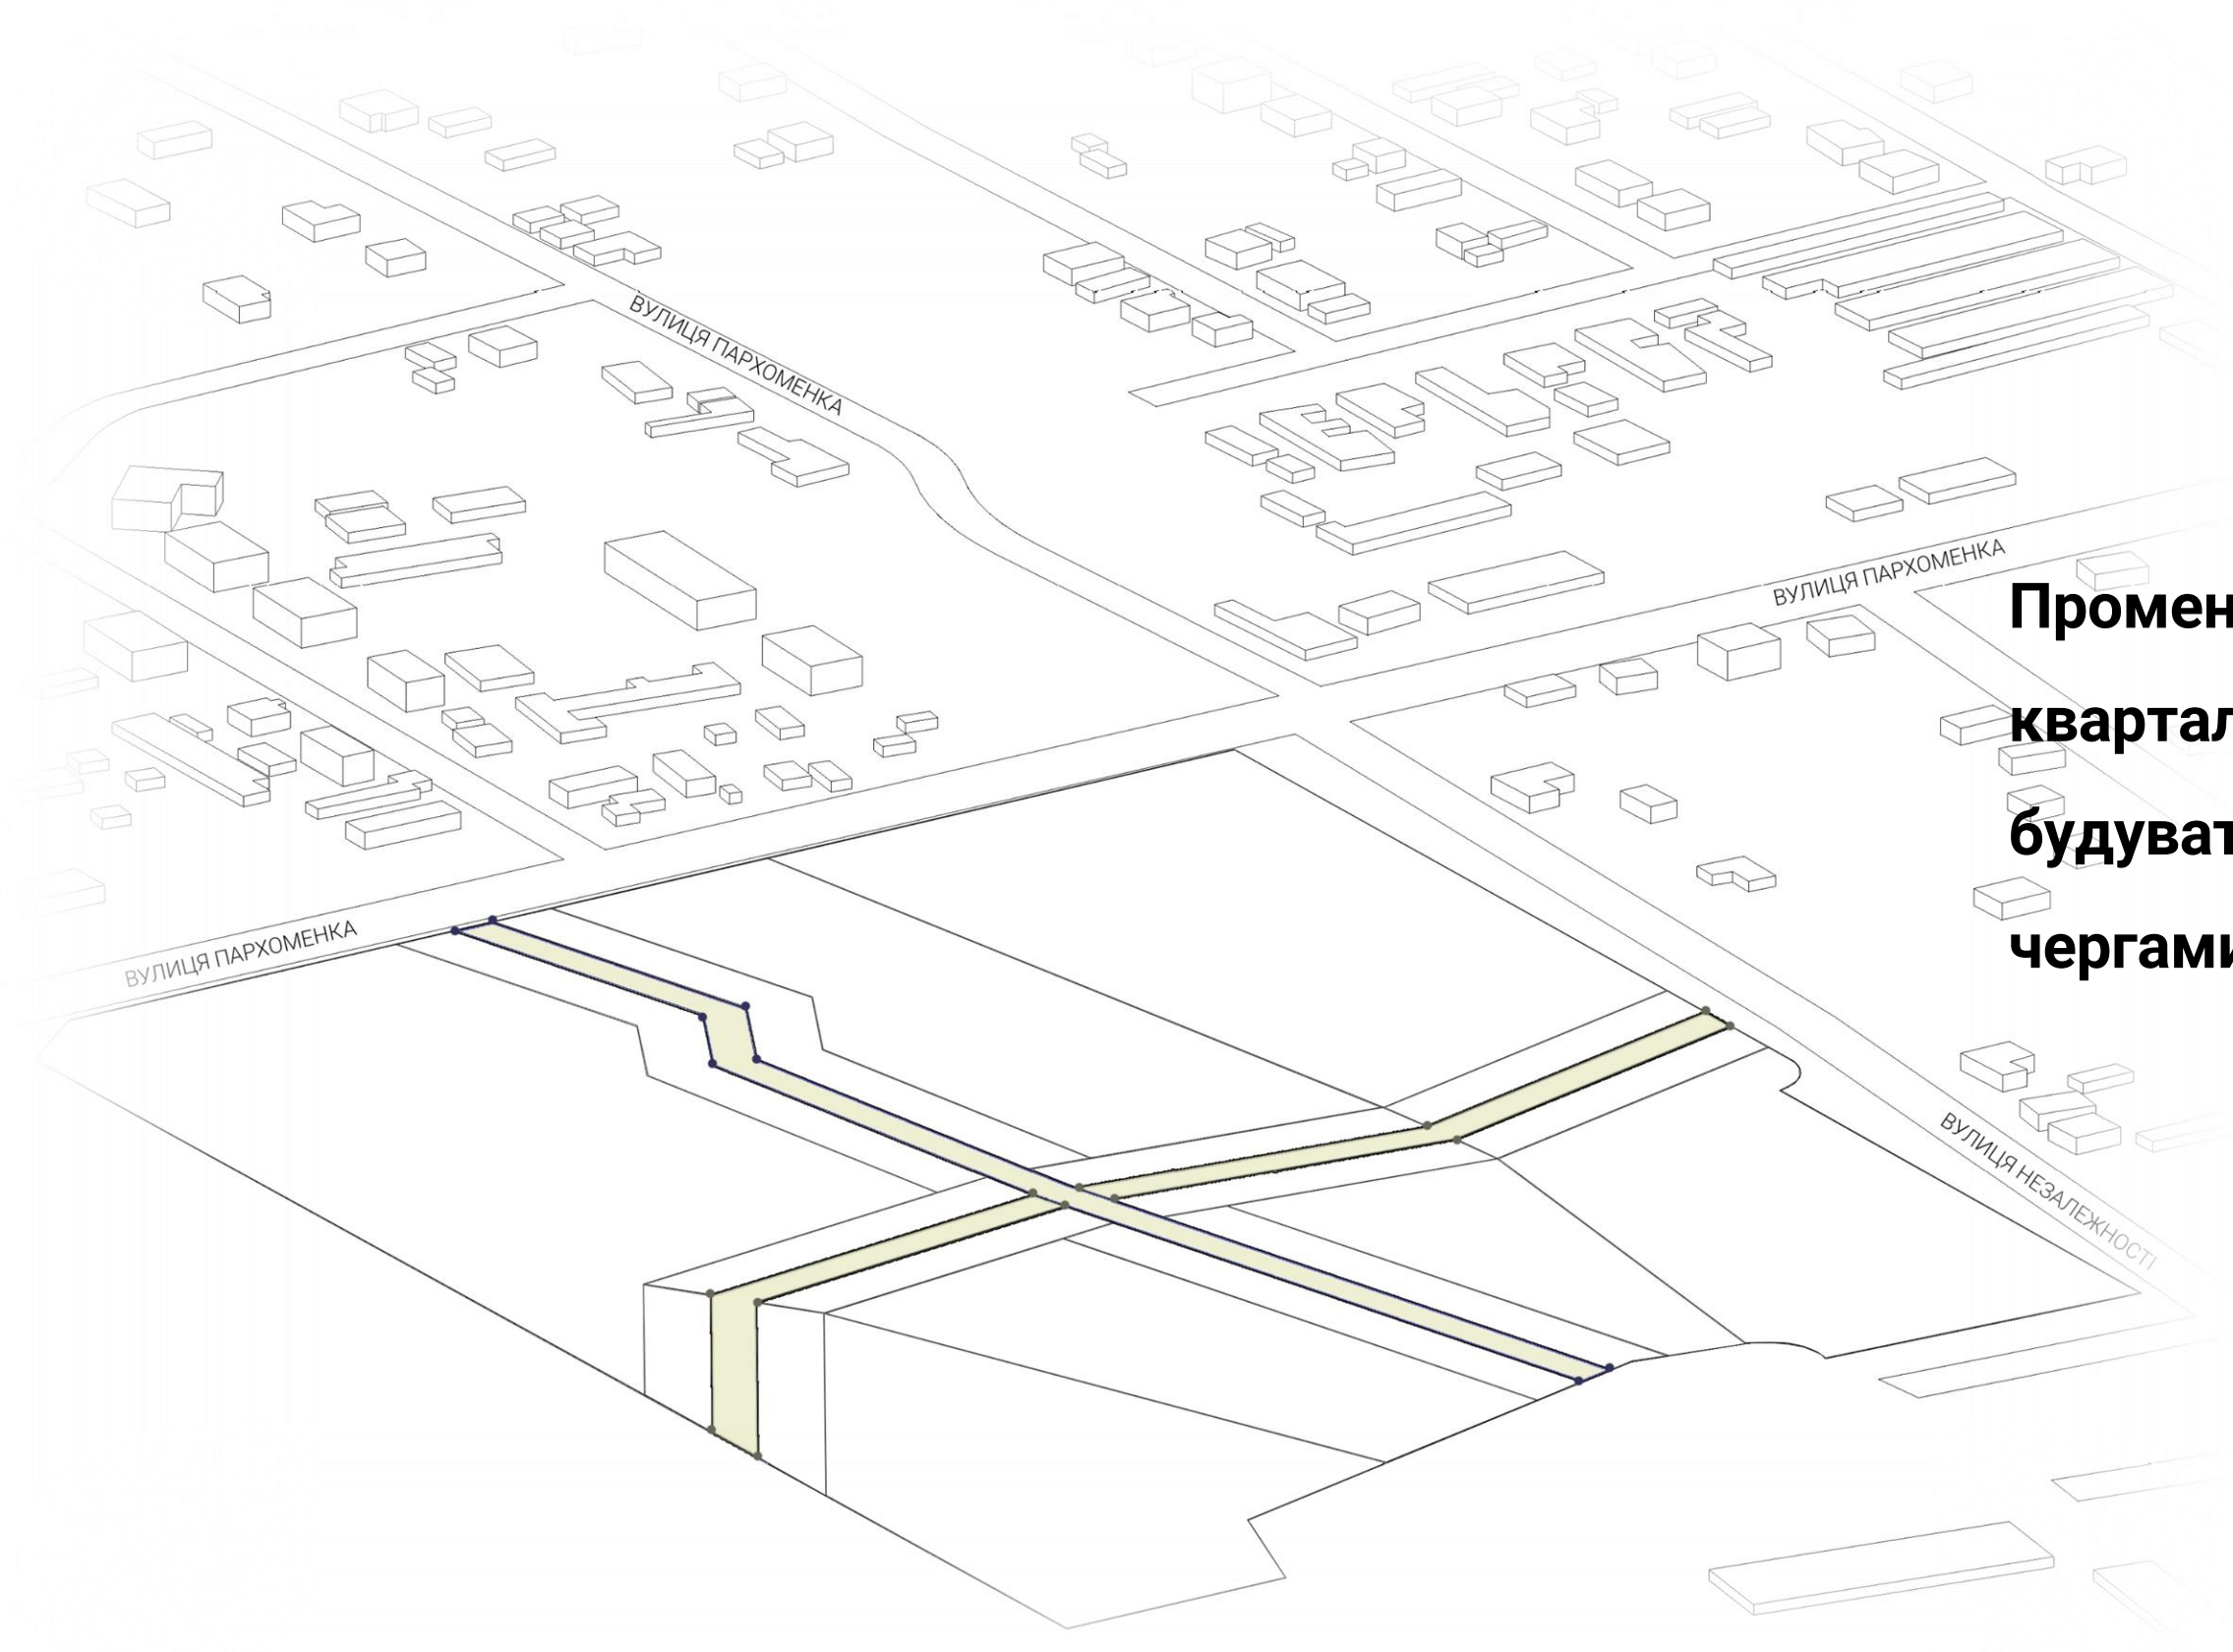 ВУЛИЦЯ ПАРХОМЕНКА
ВУЛИЦЯ ПАРХОМЕНКА
Промен
квартал
будуват
чергами
ВУЛИЦЯ ПАРХОМЕНКА
ВУЛИЦЯ НЕЗАЛЕЖНОСТІ